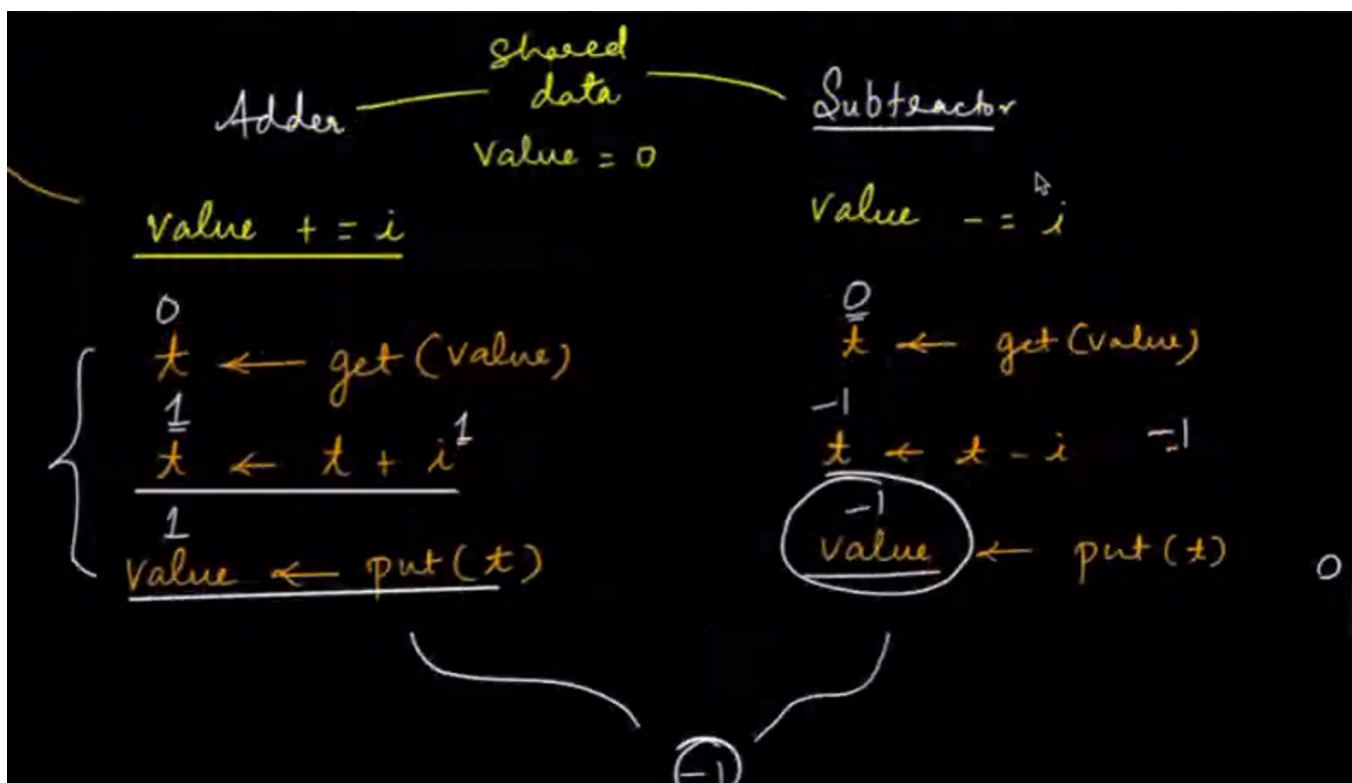 Shared
data
Value = 0
Adder
Value += i
0
t ← get (value)
1
t ← t + i 1
1
Value ← put (t)
Subtractor
Value -= i
0
t ← get (value)
-1
t ← t - i -1
-1
value ← put (t) 0
-1